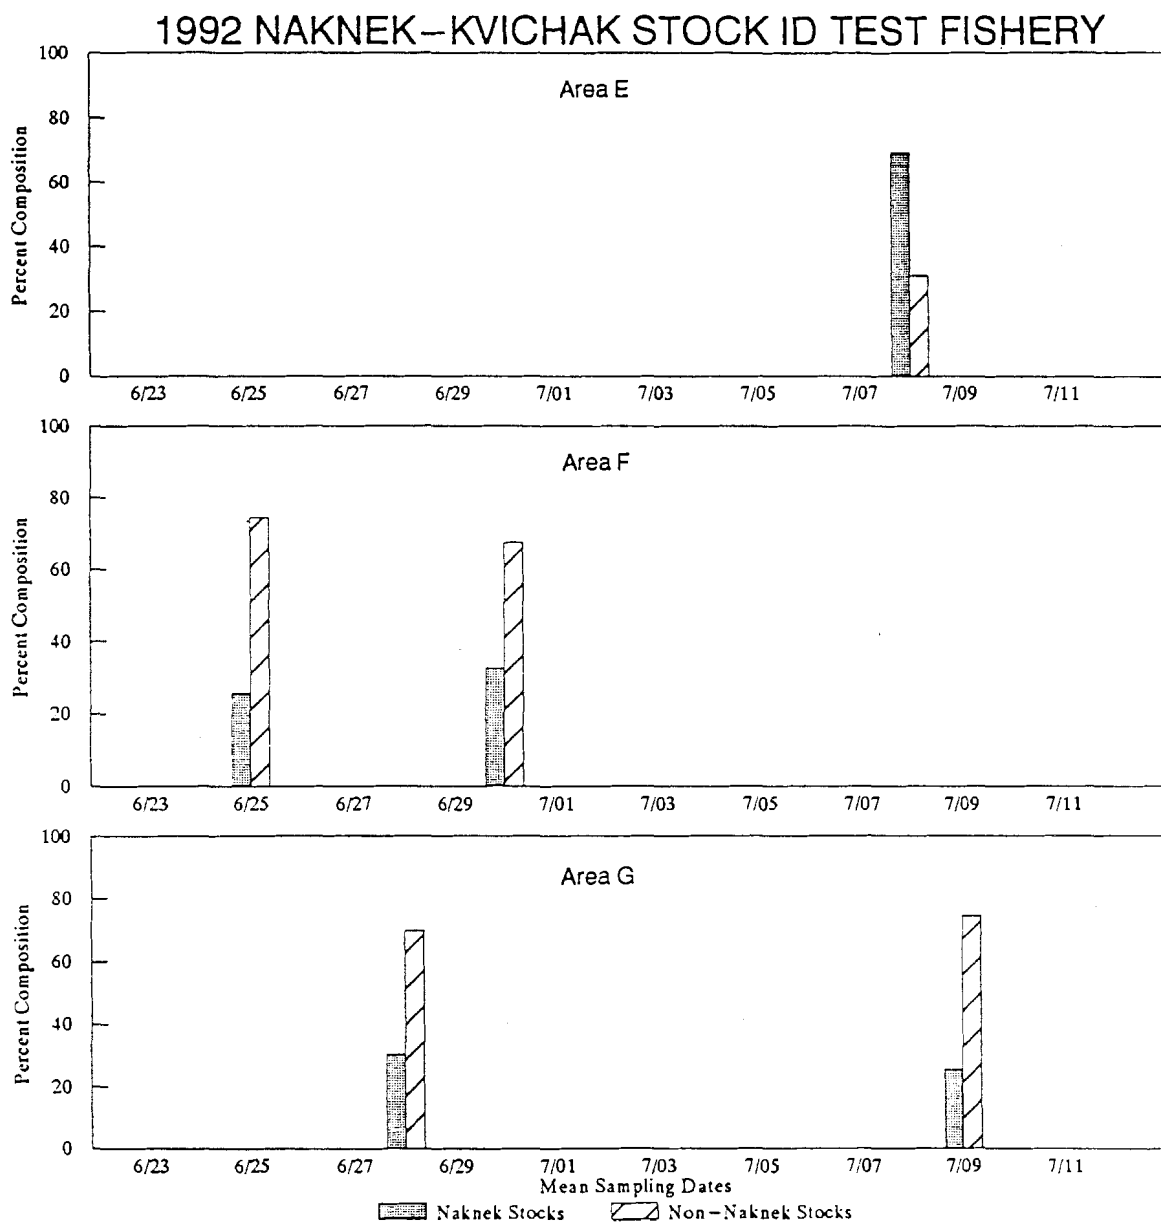 1992 NAKNEK–KVICHAK STOCK ID TEST FISHERY
Area E
Percent Composition
100
80
60
40
20
0
6/23 6/25 6/27 6/29 7/01 7/03 7/05 7/07 7/09 7/11
Area F
Percent Composition
100
80
60
40
20
0
6/23 6/25 6/27 6/29 7/01 7/03 7/05 7/07 7/09 7/11
Area G
Percent Composition
100
80
60
40
20
0
6/23 6/25 6/27 6/29 7/01 7/03 7/05 7/07 7/09 7/11
Mean Sampling Dates
Naknek Stocks Non–Naknek Stocks